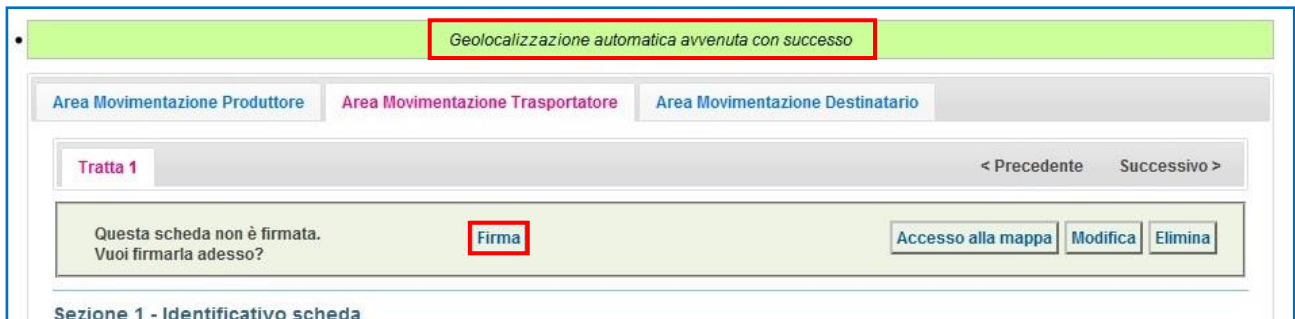 Geolocalizzazione automatica avvenuta con successo
Area Movimentazione Produttore Area Movimentazione Trasportatore Area Movimentazione Destinatario
Tratta 1 < Precedente Successivo >
Questa scheda non è firmata. Firma Accesso alla mappa Modifica Elimina
Vuoi firmarla adesso?
Sezione 1 - Identificativo scheda